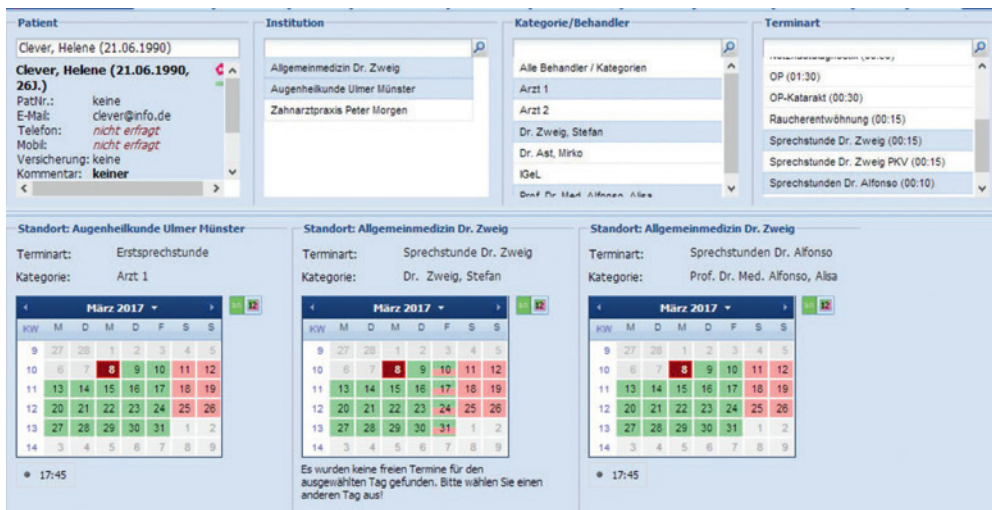 Patient
Clever, Helene (21.06.1990)
Clever, Helene (21.06.1990,
26J.)
PatNr.: keine
E-Mail: clever@info.de
Telefon: nicht erfragt
Mobil: nicht erfragt
Versicherung: keine
Kommentar: keiner
Institution
Allgemeinmedizin Dr. Zweig
Augenheilkunde Ulmer Münster
Zahnarztpraxis Peter Morgen
Kategorie/Behandler
Alle Behandler / Kategorien
Arzt 1
Arzt 2
Dr. Zweig, Stefan
Dr. Ast, Mirko
IGeL
Prof. Dr. Med. Alfonso, Alisa
Terminart
OP (01:30)
OP-Katarakt (00:30)
Raucherentwöhnung (00:15)
Sprechstunde Dr. Zweig (00:15)
Sprechstunde Dr. Zweig PKV (00:15)
Sprechstunden Dr. Alfonso (00:10)
Standort: Augenheilkunde Ulmer Münster
Terminart: Erstsprechstunde
Kategorie: Arzt 1
März 2017
KW M D M D F S S
9 27 28 1 2 3 4 5
10 6 7 8 9 10 11 12
11 13 14 15 16 17 18 19
12 20 21 22 23 24 25 26
13 27 28 29 30 31 1 2
14 3 4 5 6 7 8 9
12
17:45
Standort: Allgemeinmedizin Dr. Zweig
Terminart: Sprechstunde Dr. Zweig
Kategorie: Dr. Zweig, Stefan
März 2017
KW M D M D F S S
9 27 28 1 2 3 4 5
10 6 7 8 9 10 11 12
11 13 14 15 16 17 18 19
12 20 21 22 23 24 25 26
13 27 28 29 30 31 1 2
14 3 4 5 6 7 8 9
12
Es wurden keine freien Termine für den
ausgewählten Tag gefunden. Bitte wählen Sie einen
anderen Tag aus!
Standort: Allgemeinmedizin Dr. Zweig
Terminart: Sprechstunden Dr. Alfonso
Kategorie: Prof. Dr. Med. Alfonso, Alisa
März 2017
KW M D M D F S S
9 27 28 1 2 3 4 5
10 6 7 8 9 10 11 12
11 13 14 15 16 17 18 19
12 20 21 22 23 24 25 26
13 27 28 29 30 31 1 2
14 3 4 5 6 7 8 9
12
17:45